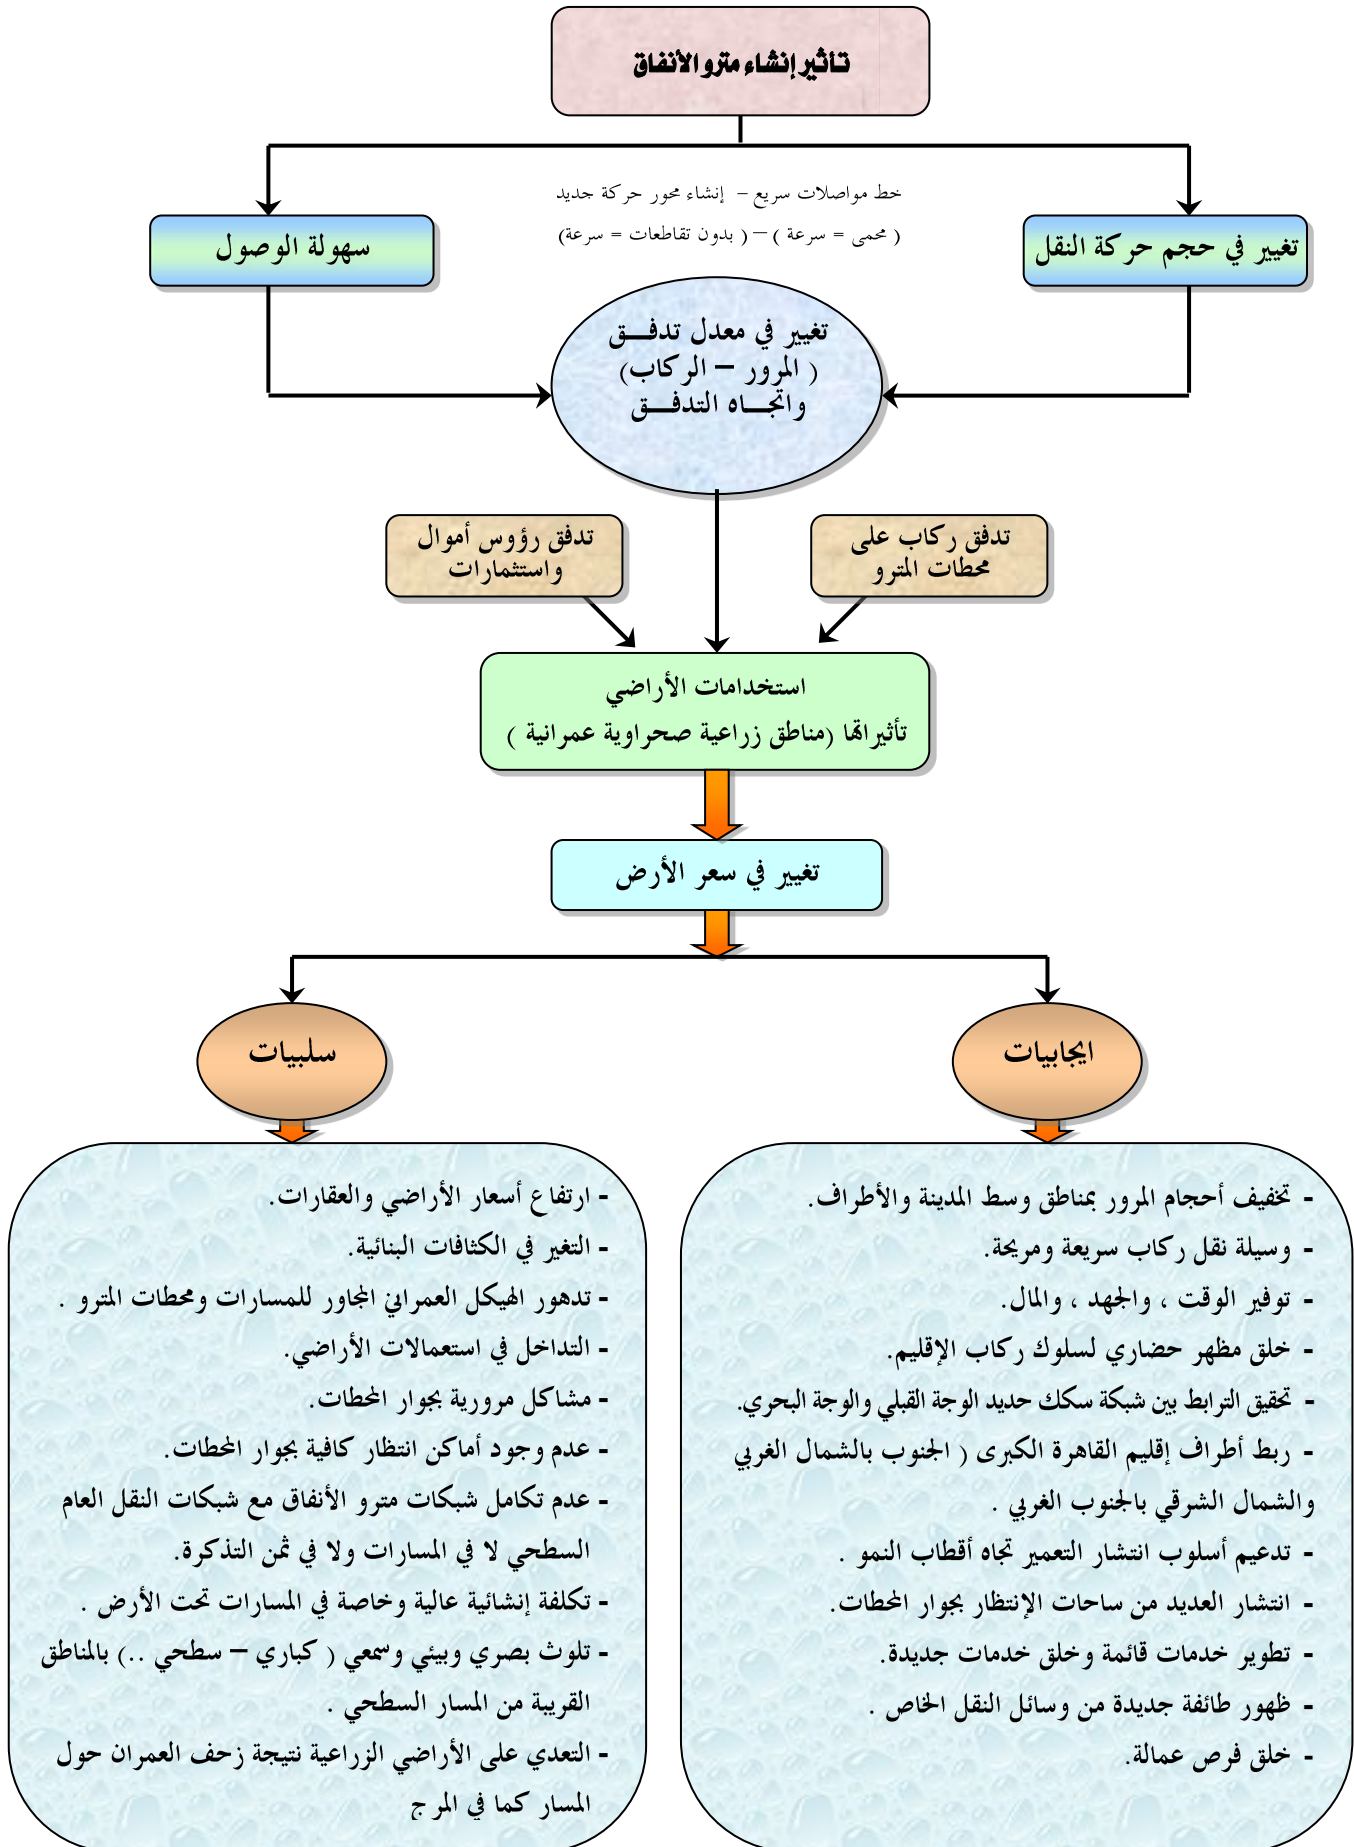 تأثير إنشاء مترو الأنفاق
خط مواصلات سريع – إنشاء محور حركة جديد
( محمى = سرعة ) – ( بدون تقاطعات = سرعة)
تغيير في حجم حركة النقل
سهولة الوصول
تغيير في معدل تدفـــق
( المرور – الركاب)
واتجـــاه التدفـــق
تدفق ركاب على
محطات المترو
تدفق رؤوس أموال
واستثمارات
استخدامات الأراضي
تأثيراتها (مناطق زراعية صحراوية عمرانية )
تغيير في سعر الأرض
ايجابيات
- تخفيف أحجام المرور بمناطق وسط المدينة والأطراف.
- وسيلة نقل ركاب سريعة ومريحة.
- توفير الوقت ، والجهد ، والمال.
- خلق مظهر حضاري لسلوك ركاب الإقليم.
- تحقيق الترابط بين شبكة سكك حديد الوجة القبلي والوجة البحري.
- ربط أطراف إقليم القاهرة الكبرى ( الجنوب بالشمال الغربي
والشمال الشرقي بالجنوب الغربي .
- تدعيم أسلوب انتشار التعمير تجاه أقطاب النمو .
- انتشار العديد من ساحات الإنتظار بجوار المحطات.
- تطوير خدمات قائمة وخلق خدمات جديدة.
- ظهور طائفة جديدة من وسائل النقل الخاص .
- خلق فرص عمالة.
سلبيات
- ارتفاع أسعار الأراضي والعقارات.
- التغير في الكثافات البنائية.
- تدهور الهيكل العمراني المجاور للمسارات ومحطات المترو .
- التداخل في استعمالات الأراضي.
- مشاكل مرورية بجوار المحطات.
- عدم وجود أماكن انتظار كافية بجوار المحطات.
- عدم تكامل شبكات مترو الأنفاق مع شبكات النقل العام
السطحي لا في المسارات ولا في ثمن التذكرة.
- تكلفة إنشائية عالية وخاصة في المسارات تحت الأرض .
- تلوث بصري وبيئي وسمعي ( كباري – سطحي ..) بالمناطق
القريبة من المسار السطحي .
- التعدي على الأراضي الزراعية نتيجة زحف العمران حول
المسار كما في المرج